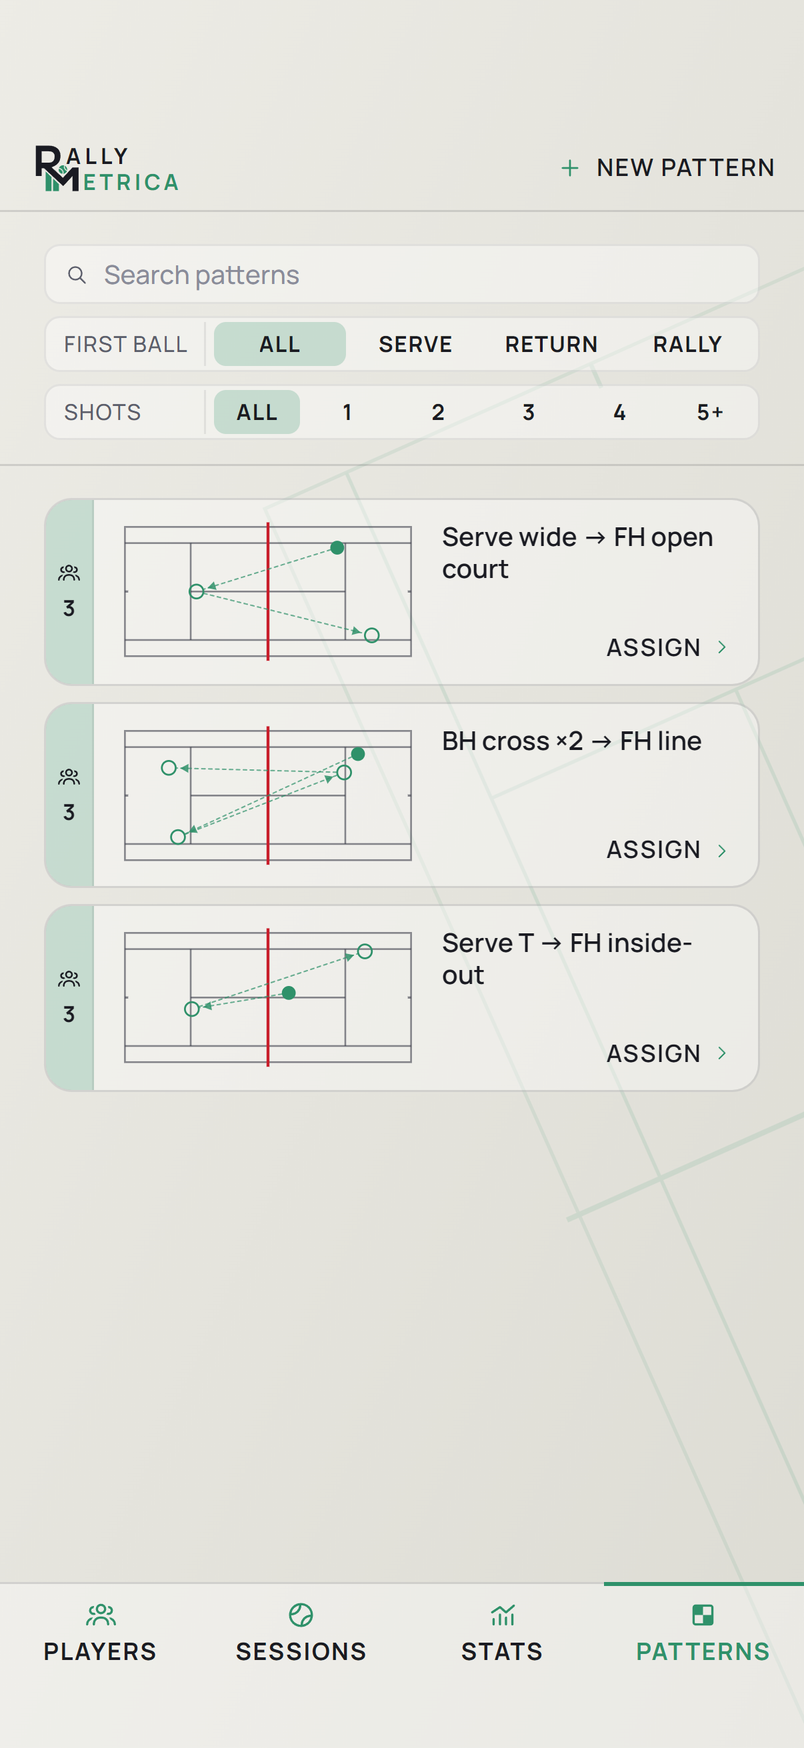 RALLY
METRICA
+ NEW PATTERN
Search patterns
FIRST BALL ALL SERVE RETURN RALLY
SHOTS ALL 1 2 3 4 5+
3
Serve wide → FH open
court
ASSIGN >
3
BH cross ×2 → FH line
ASSIGN >
3
Serve T → FH inside-
out
ASSIGN >
PLAYERS SESSIONS STATS PATTERNS